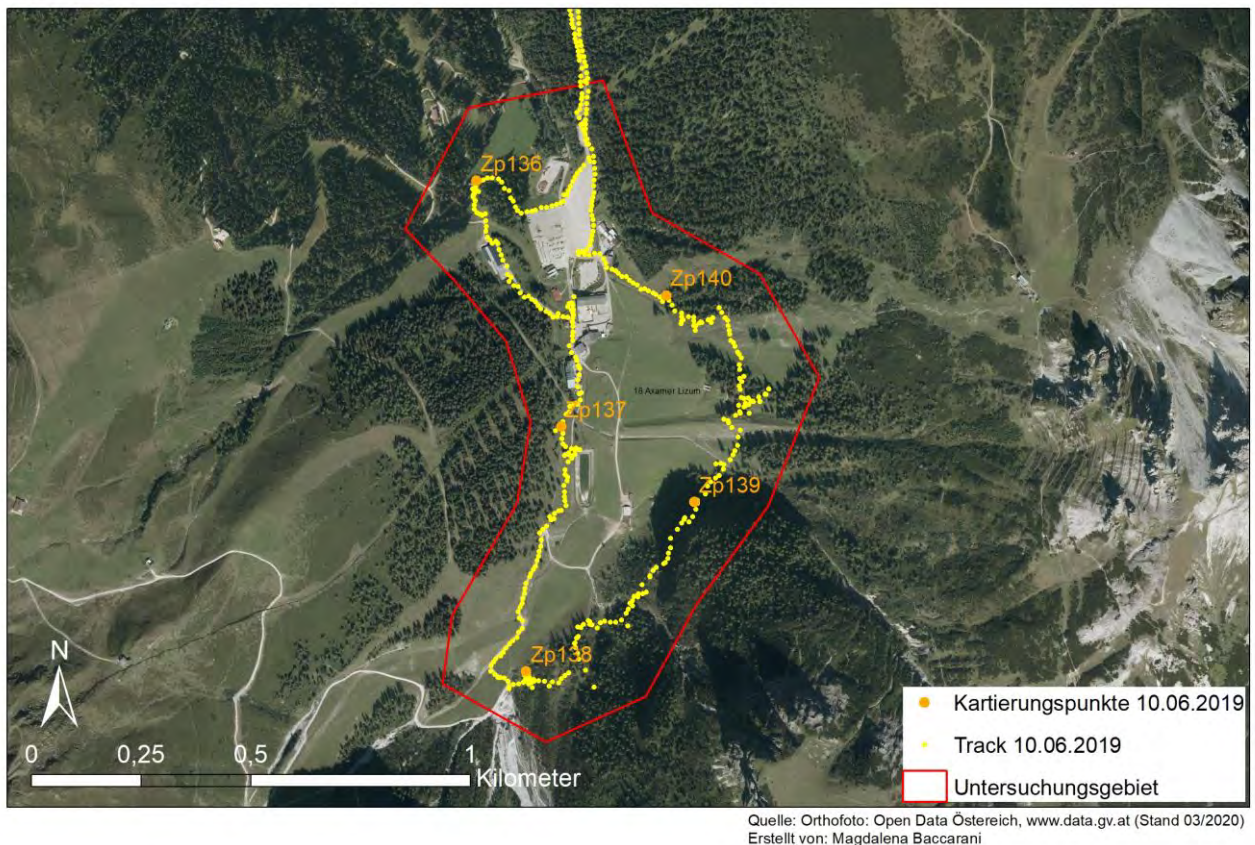 Zp136
Zp140
18 Axamer Lizum
Zp137
Zp139
Zp138
N
0 0,25 0,5 1
Kilometer
Kartierungspunkte 10.06.2019
Track 10.06.2019
Untersuchungsgebiet
Quelle: Orthofoto: Open Data Östereich, www.data.gv.at (Stand 03/2020)
Erstellt von: Magdalena Baccarani